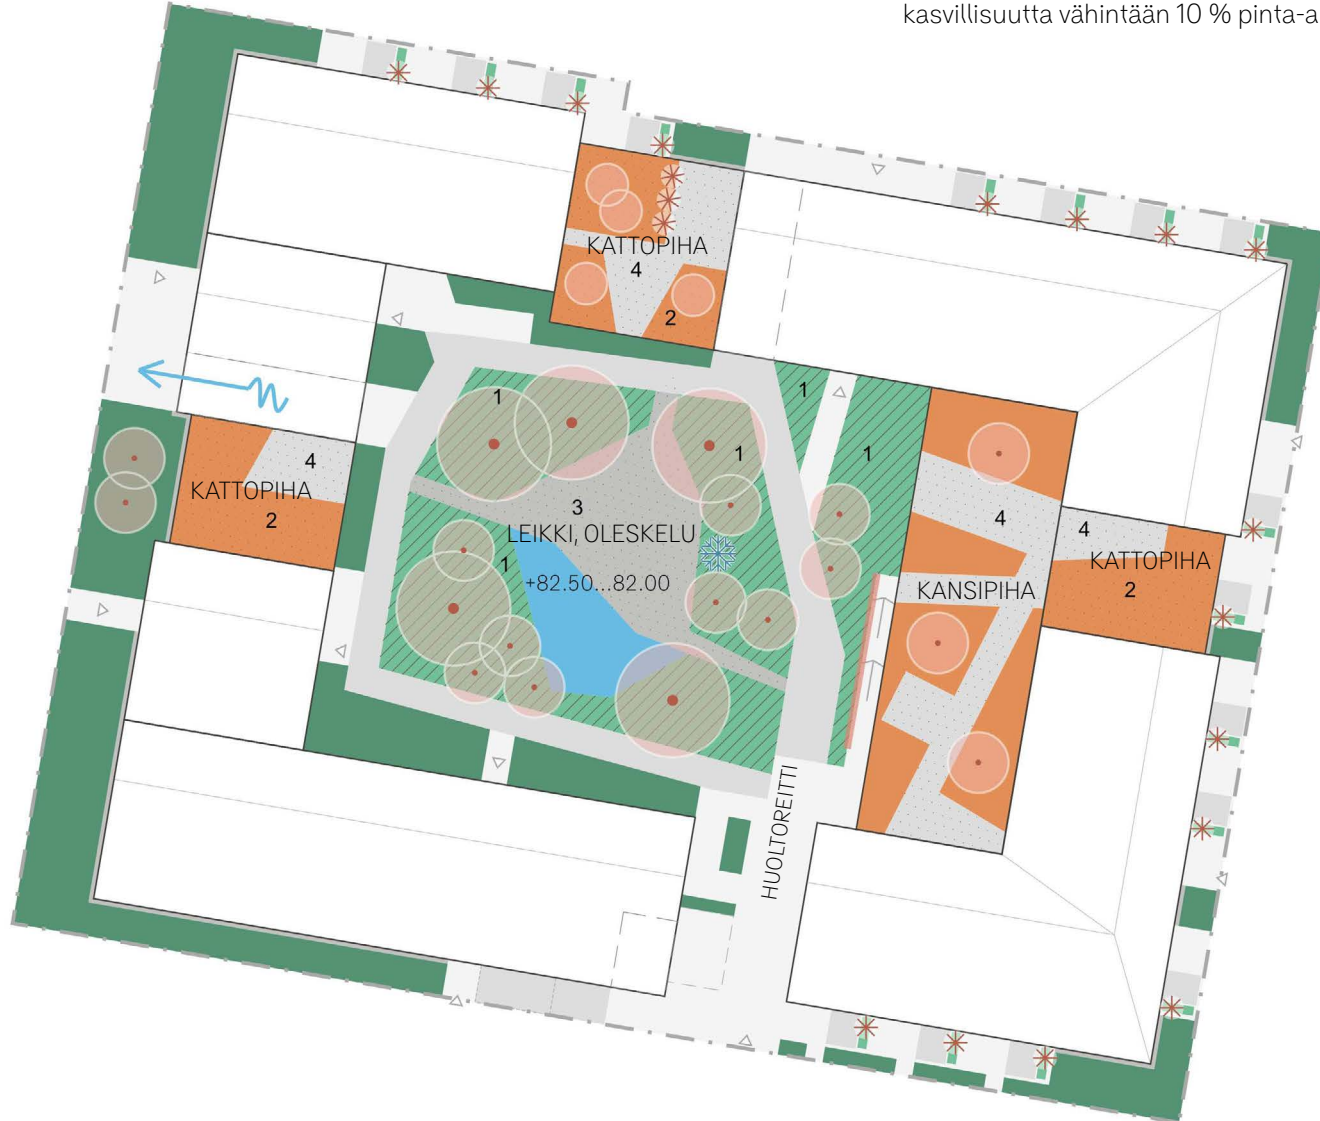 kasvillisuutta vähintään 10 % pinta-a
KATTOPIHA
4
2
1
1
1
1
4
KATTOPIHA
2
3
LEIKKI, OLESKELU
1
+82.50...82.00
4
KANSIPIHA
4
KATTOPIHA
2
HUOLTOREITTI